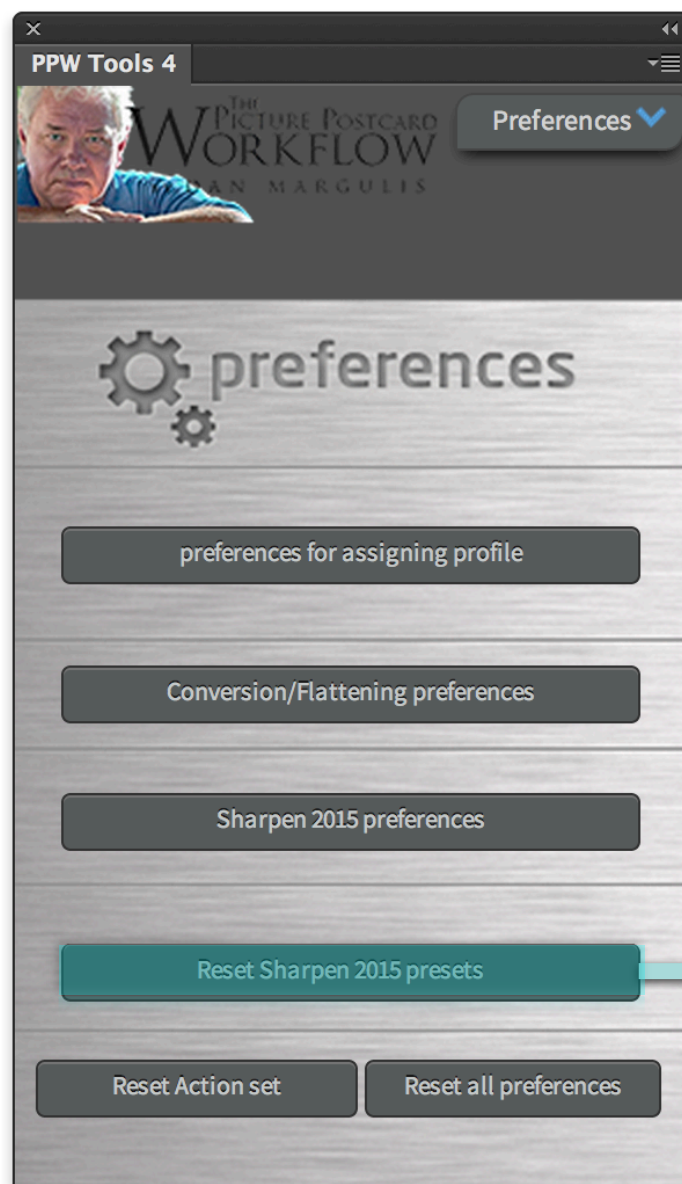 PPW Tools 4
THE
PICTURE POSTCARD
WORKFLOW
DAN MARGULIS
Preferences
preferences
preferences for assigning profile
Conversion/Flattening preferences
Sharpen 2015 preferences
Reset Sharpen 2015 presets
Reset Action set
Reset all preferences